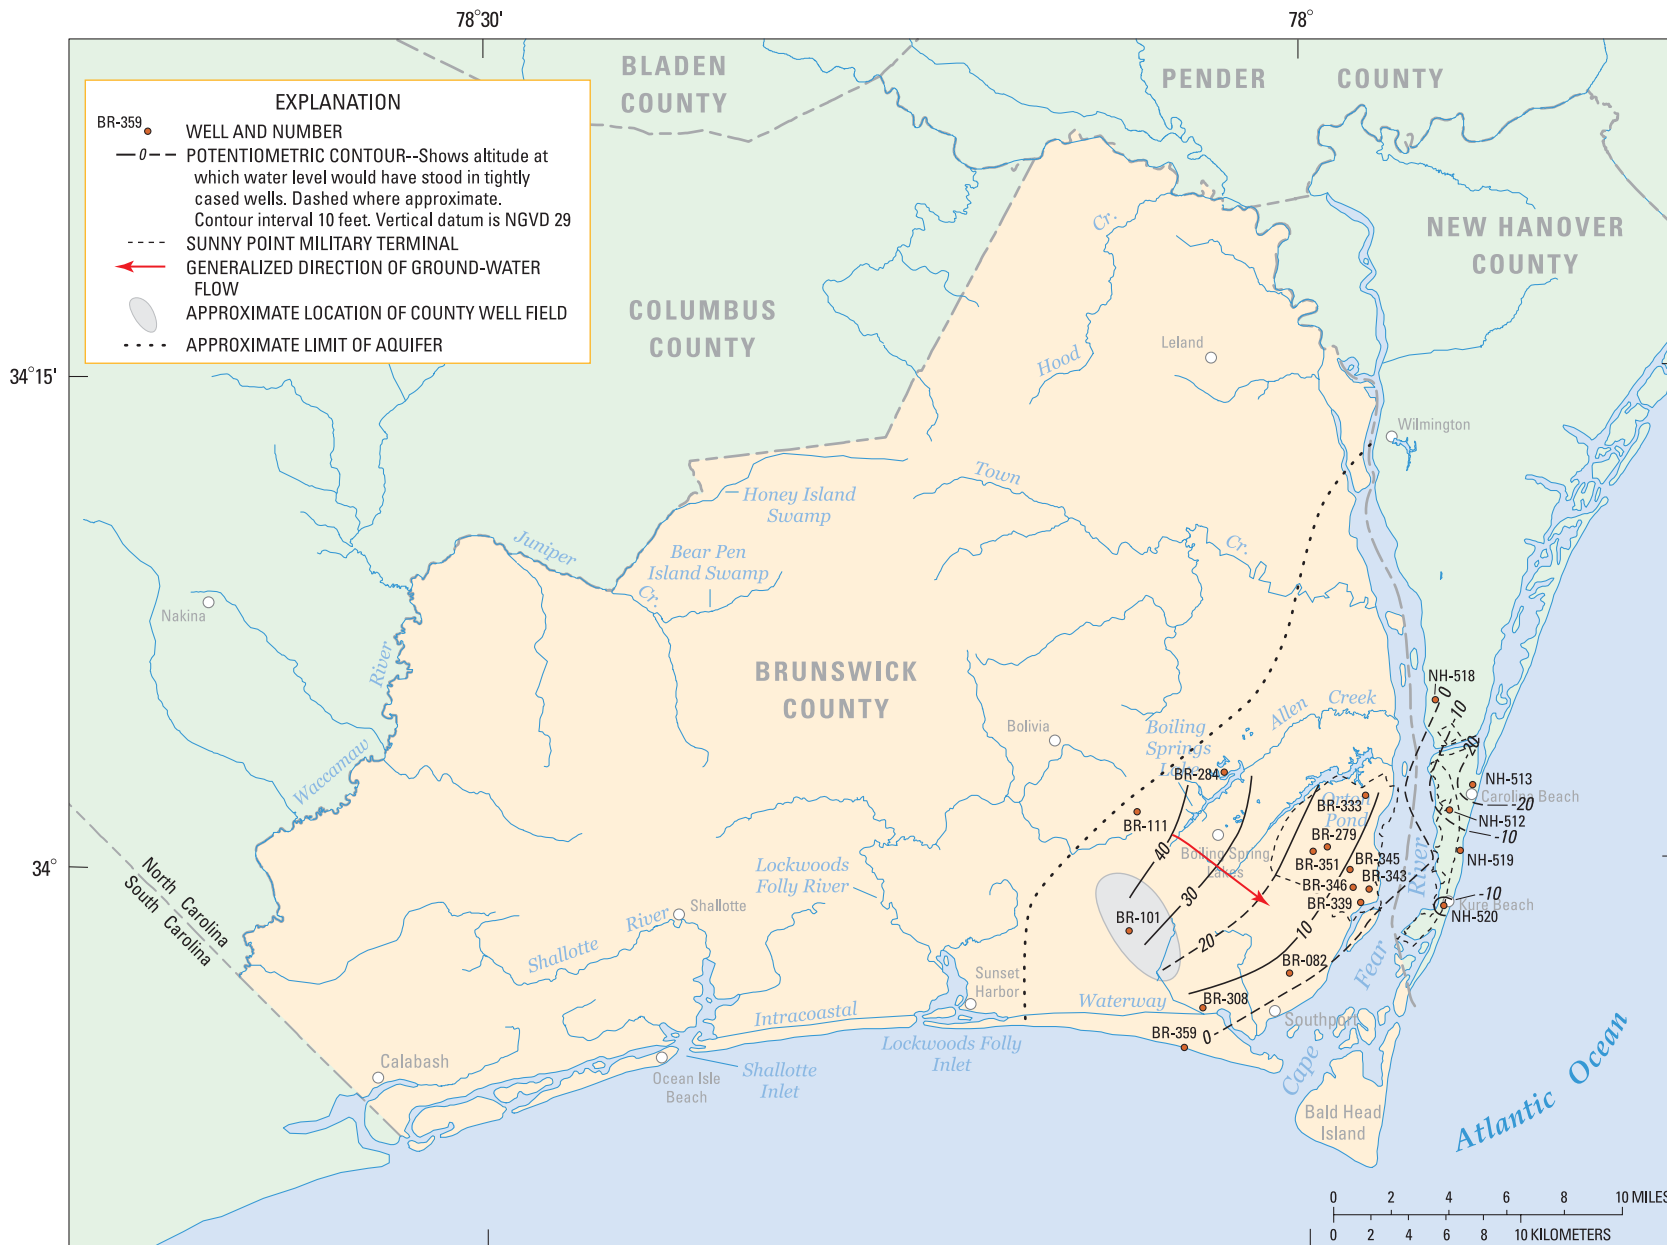 78°30'
78°
BLADEN
COUNTY
PENDER COUNTY
EXPLANATION
BR-359
WELL AND NUMBER
0
POTENTIOMETRIC CONTOUR--Shows altitude at
which water level would have stood in tightly
cased wells. Dashed where approximate.
Contour interval 10 feet. Vertical datum is NGVD 29
SUNNY POINT MILITARY TERMINAL
GENERALIZED DIRECTION OF GROUND-WATER
FLOW
APPROXIMATE LOCATION OF COUNTY WELL FIELD
APPROXIMATE LIMIT OF AQUIFER
NEW HANOVER
COUNTY
COLUMBUS
COUNTY
Cr.
Hood
Leland
34°15'
Wilmington
Town
Cr.
Honey Island
Swamp
Juniper
Cr.
Bear Pen
Island Swamp
Nakina
River
Waccamaw
BRUNSWICK
COUNTY
Bolivia
Boiling
Springs
Lake
Allen Creek
NH-518
0
-10
-20
BR-284
NH-513
Carolina Beach
-20
BR-333
Orton
Pond
NH-512
-10
BR-111
BR-279
BR-351
BR-345
NH-519
40
Boiling Spring
Lakes
34°
BR-346
BR-343
River
BR-339
30
-10
Kure Beach
NH-520
Lockwoods
Folly River
North Carolina
South Carolina
Shallotte
Shallotte River
BR-101
20
10
BR-082
Fear
Sunset
Harbor
Waterway
BR-308
Southport
Intracoastal
BR-359
0
Lockwoods Folly
Inlet
Cape
Calabash
Ocean Isle
Beach
Shallotte
Inlet
Bald Head
Island
Atlantic Ocean
0 2 4 6 8 10 MILES
0 2 4 6 8 10 KILOMETERS